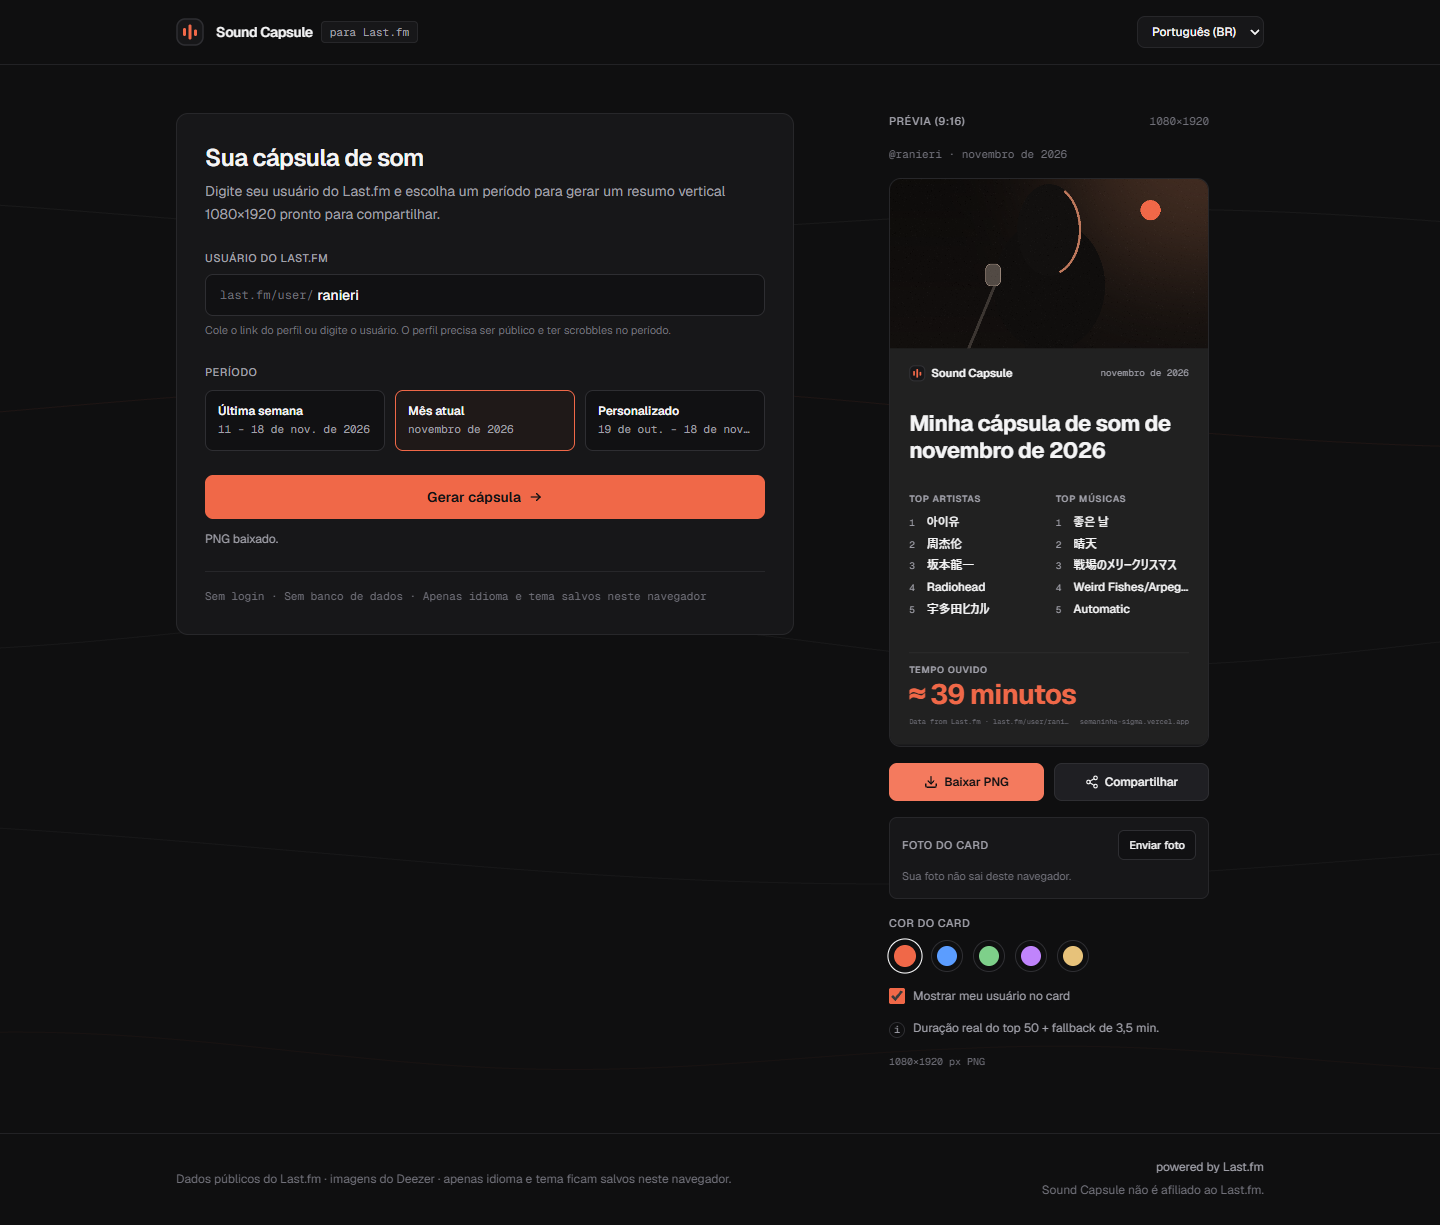 Sound Capsule para Last.fm
Português (BR)
Sua cápsula de som
Digite seu usuário do Last.fm e escolha um período para gerar um resumo vertical
1080×1920 pronto para compartilhar.
USUÁRIO DO LAST.FM
last.fm/user/ ranieri
Cole o link do perfil ou digite o usuário. O perfil precisa ser público e ter scrobbles no período.
PERÍODO
Última semana
11 – 18 de nov. de 2026
Mês atual
novembro de 2026
Personalizado
19 de out. – 18 de nov…
Gerar cápsula →
PNG baixado.
Sem login · Sem banco de dados · Apenas idioma e tema salvos neste navegador
PRÉVIA (9:16)
1080×1920
@ranieri · novembro de 2026
Sound Capsule
novembro de 2026
Minha cápsula de som de
novembro de 2026
TOP ARTISTAS
1 아이유
2 周杰伦
3 坂本龍一
4 Radiohead
5 宇多田ヒカル
TOP MÚSICAS
1 좋은 날
2 晴天
3 戦場のメリークリスマス
4 Weird Fishes/Arpeg…
5 Automatic
TEMPO OUVIDO
≈ 39 minutos
Data from Last.fm · last.fm/user/rani…
semaninha-sigma.vercel.app
Baixar PNG
Compartilhar
FOTO DO CARD
Enviar foto
Sua foto não sai deste navegador.
COR DO CARD
Mostrar meu usuário no card
i Duração real do top 50 + fallback de 3,5 min.
1080×1920 px PNG
Dados públicos do Last.fm · imagens do Deezer · apenas idioma e tema ficam salvos neste navegador.
powered by Last.fm
Sound Capsule não é afiliado ao Last.fm.